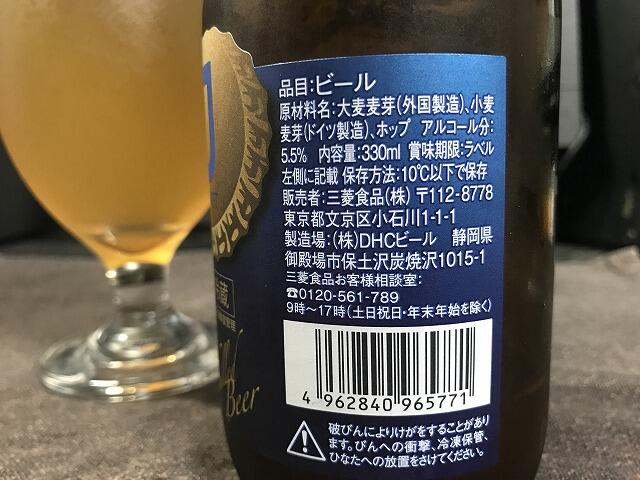 品目:ビール
原材料名:大麦麦芽(外国製造)、小麦
麦芽(ドイツ製造)、ホップ アルコール分:
5.5% 内容量:330ml 賞味期限:ラベル
左側に記載 保存方法:10℃以下で保存
販売者:三菱食品(株) 〒112-8778
東京都文京区小石川1-1-1
製造場:(株)DHCビール 静岡県
御殿場市保土沢炭焼沢1015-1
三菱食品お客様相談室:
☎0120-561-789
9時〜17時(土日祝日・年末年始を除く)
4 962840 965771
破びんによりけがをすることがあり
ます。びんへの衝撃、冷凍保管、
ひなたへの放置をさけてください。
蔵
Beer